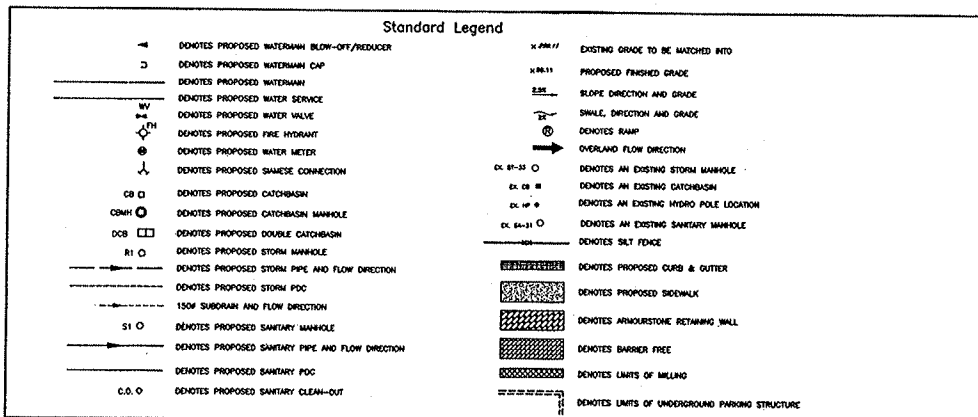 Standard Legend
DENOTES PROPOSED WATERMAIN BLOW-OFF/REDUCER
DENOTES PROPOSED WATERMAIN CAP
DENOTES PROPOSED WATERMAIN
DENOTES PROPOSED WATER SERVICE
WV
DENOTES PROPOSED WATER VALVE
FH
DENOTES PROPOSED FIRE HYDRANT
DENOTES PROPOSED WATER METER
DENOTES PROPOSED SIAMESE CONNECTION
CB DENOTES PROPOSED CATCHBASIN
CBMH DENOTES PROPOSED CATCHBASIN MANHOLE
DCB DENOTES PROPOSED DOUBLE CATCHBASIN
R1 DENOTES PROPOSED STORM MANHOLE
DENOTES PROPOSED STORM PIPE AND FLOW DIRECTION
DENOTES PROPOSED STORM PDC
150Ø SUBDRAIN AND FLOW DIRECTION
S1 DENOTES PROPOSED SANITARY MANHOLE
DENOTES PROPOSED SANITARY PIPE AND FLOW DIRECTION
DENOTES PROPOSED SANITARY PDC
C.O. DENOTES PROPOSED SANITARY CLEAN-OUT
EXISTING GRADE TO BE MATCHED INTO
PROPOSED FINISHED GRADE
SLOPE DIRECTION AND GRADE
SWALE, DIRECTION AND GRADE
R DENOTES RAMP
OVERLAND FLOW DIRECTION
EX. DENOTES AN EXISTING STORM MANHOLE
EX. CB DENOTES AN EXISTING CATCHBASIN
EX. HP DENOTES AN EXISTING HYDRO POLE LOCATION
EX. DENOTES AN EXISTING SANITARY MANHOLE
DENOTES SILT FENCE
DENOTES PROPOSED CURB & GUTTER
DENOTES PROPOSED SIDEWALK
DENOTES ARMOURSTONE RETAINING WALL
DENOTES BARRIER FREE
DENOTES LIMITS OF MILLING
DENOTES LIMITS OF UNDERGROUND PARKING STRUCTURE